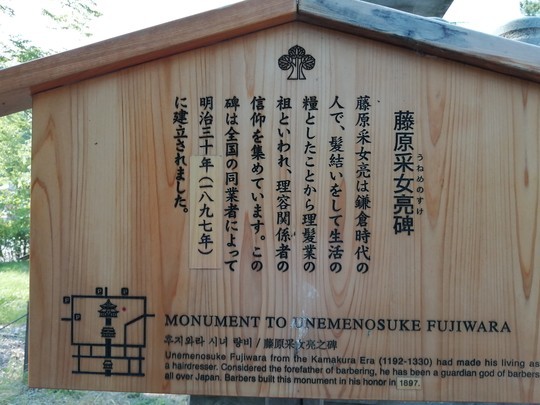 藤原采女亮碑
うねめのすけ
藤原采女亮は鎌倉時代の
人で、髪結いをして生活の
糧としたことから理髪業の
祖といわれ、理容関係者の
信仰を集めています。この
碑は全国の同業者によって
明治三十年(一八九七年)
に建立されました。
MONUMENT TO UNEMENOSUKE FUJIWARA
후지와라 시녀 량비 / 藤原采女亮之碑
Unemenosuke Fujiwara from the Kamakura Era (1192-1330) had made his living as
a hairdresser. Considered the forefather of barbering, he has been a guardian god of barbers
all over Japan. Barbers built this monument in his honor in 1897.
P P P P